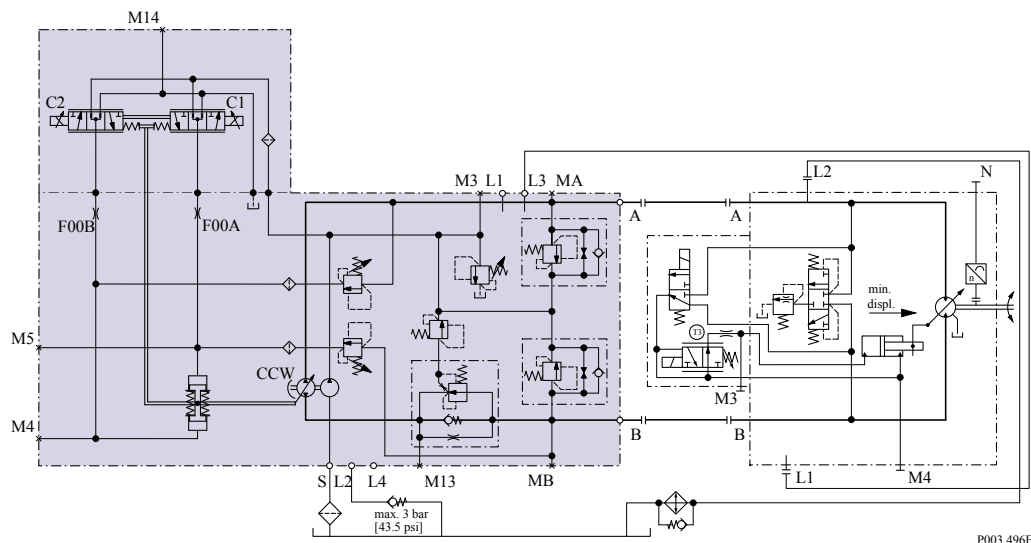 M14
C2
C1
M3
L1
L3
MA
L2
N
A
A
A
F00B
F00A
min.
displ.
n
T3
M5
CCW
M3
M4
B
B
B
S
L2
L4
M13
MB
L1
M4
max. 3 bar
[43.5 psi]
P003 496E